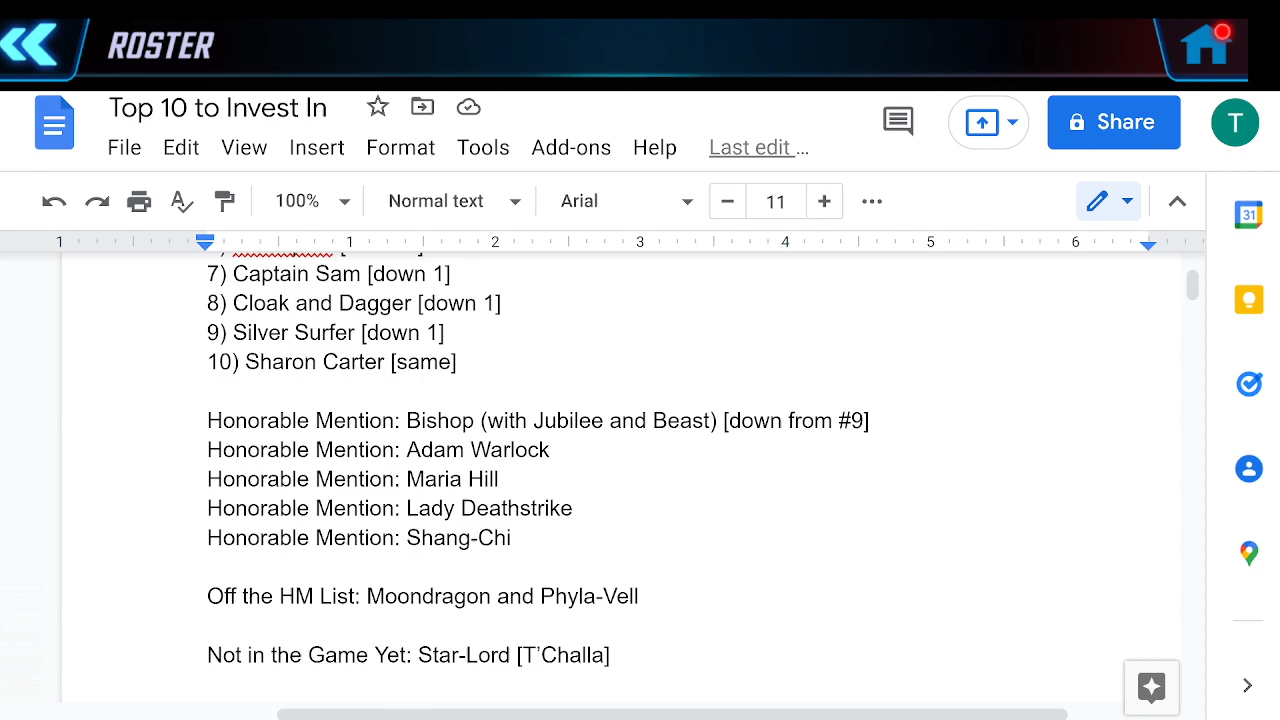 ROSTER
Top 10 to Invest In
Share
T
File Edit View Insert Format Tools Add-ons Help Last edit ...
100% Normal text Arial 11
1 1 2 3 4 5 6
31
7) Captain Sam [down 1]
8) Cloak and Dagger [down 1]
9) Silver Surfer [down 1]
10) Sharon Carter [same]
Honorable Mention: Bishop (with Jubilee and Beast) [down from #9]
Honorable Mention: Adam Warlock
Honorable Mention: Maria Hill
Honorable Mention: Lady Deathstrike
Honorable Mention: Shang-Chi
Off the HM List: Moondragon and Phyla-Vell
Not in the Game Yet: Star-Lord [T'Challa]